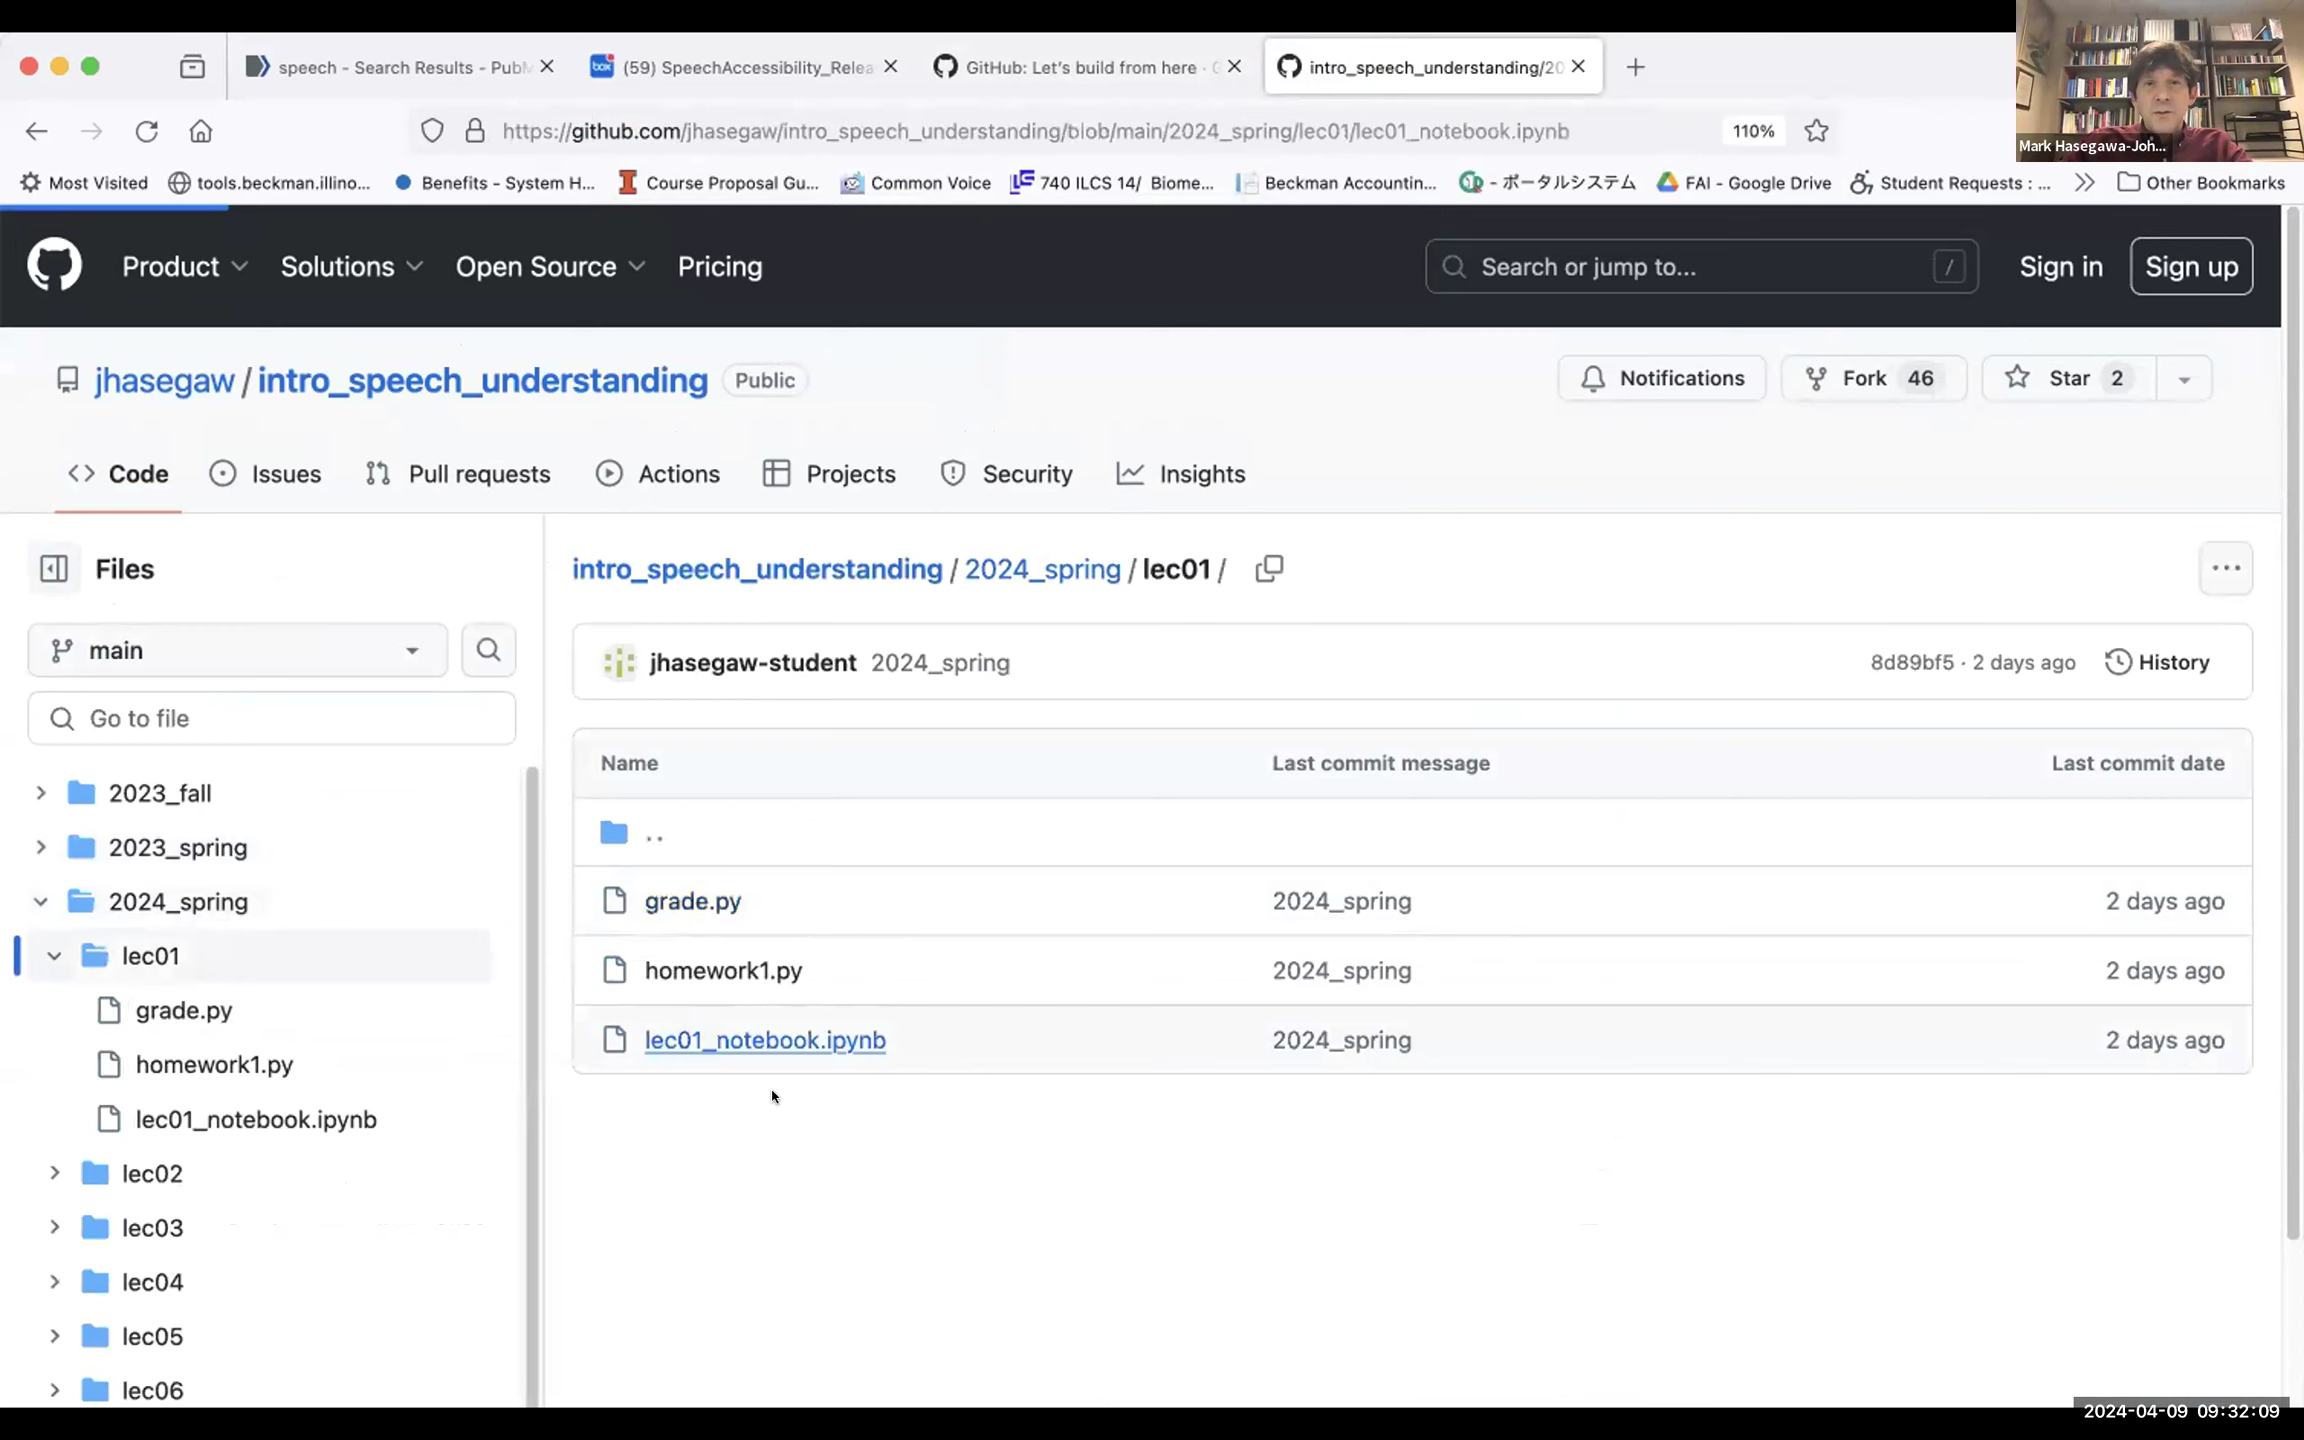 speech - Search Results - PubM
(59) SpeechAccessibility_Relea
GitHub: Let's build from here · G
intro_speech_understanding/20
https://github.com/jhasegaw/intro_speech_understanding/blob/main/2024_spring/lec01/lec01_notebook.ipynb
110%
Mark Hasegawa-Joh...
Most Visited
tools.beckman.illino...
Benefits - System H...
Course Proposal Gu...
Common Voice
740 ILCS 14/ Biome...
Beckman Accountin...
- ポータルシステム
FAI - Google Drive
Student Requests : ...
Other Bookmarks
Product
Solutions
Open Source
Pricing
Search or jump to...
/
Sign in
Sign up
jhasegaw / intro_speech_understanding
Public
Notifications
Fork 46
Star 2
Code
Issues
Pull requests
Actions
Projects
Security
Insights
Files
main
Go to file
2023_fall
2023_spring
2024_spring
lec01
grade.py
homework1.py
lec01_notebook.ipynb
lec02
lec03
lec04
lec05
lec06
intro_speech_understanding / 2024_spring / lec01 /
jhasegaw-student 2024_spring
8d89bf5 · 2 days ago
History
Name Last commit message Last commit date
..
grade.py 2024_spring 2 days ago
homework1.py 2024_spring 2 days ago
lec01_notebook.ipynb 2024_spring 2 days ago
2024-04-09 09:32:09